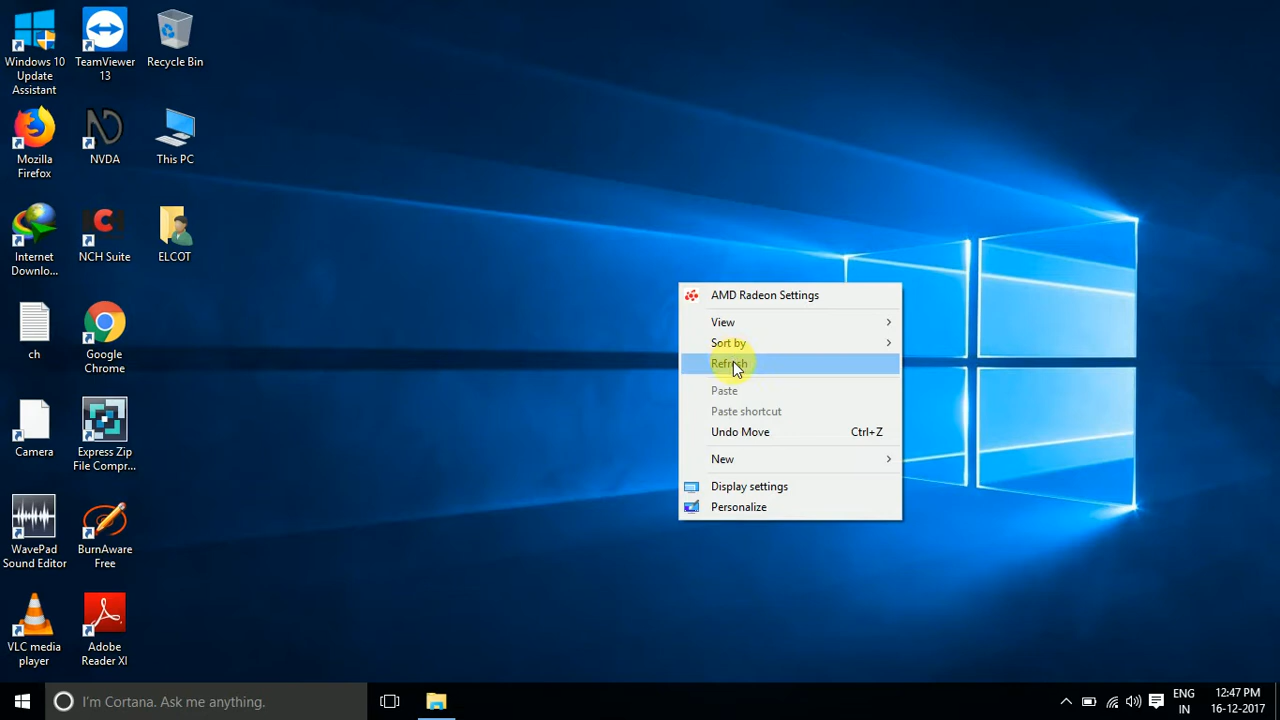 Windows 10
Update
Assistant
TeamViewer
13
Recycle Bin
Mozilla
Firefox
NVDA
This PC
Internet
Downlo...
NCH Suite
ELCOT
ch
Google
Chrome
Camera
Express Zip
File Compr...
WavePad
Sound Editor
BurnAware
Free
VLC media
player
Adobe
Reader XI
AMD Radeon Settings
View
Sort by
Refresh
Paste
Paste shortcut
Undo Move Ctrl+Z
New
Display settings
Personalize
I'm Cortana. Ask me anything.
ENG
IN
12:47 PM
16-12-2017